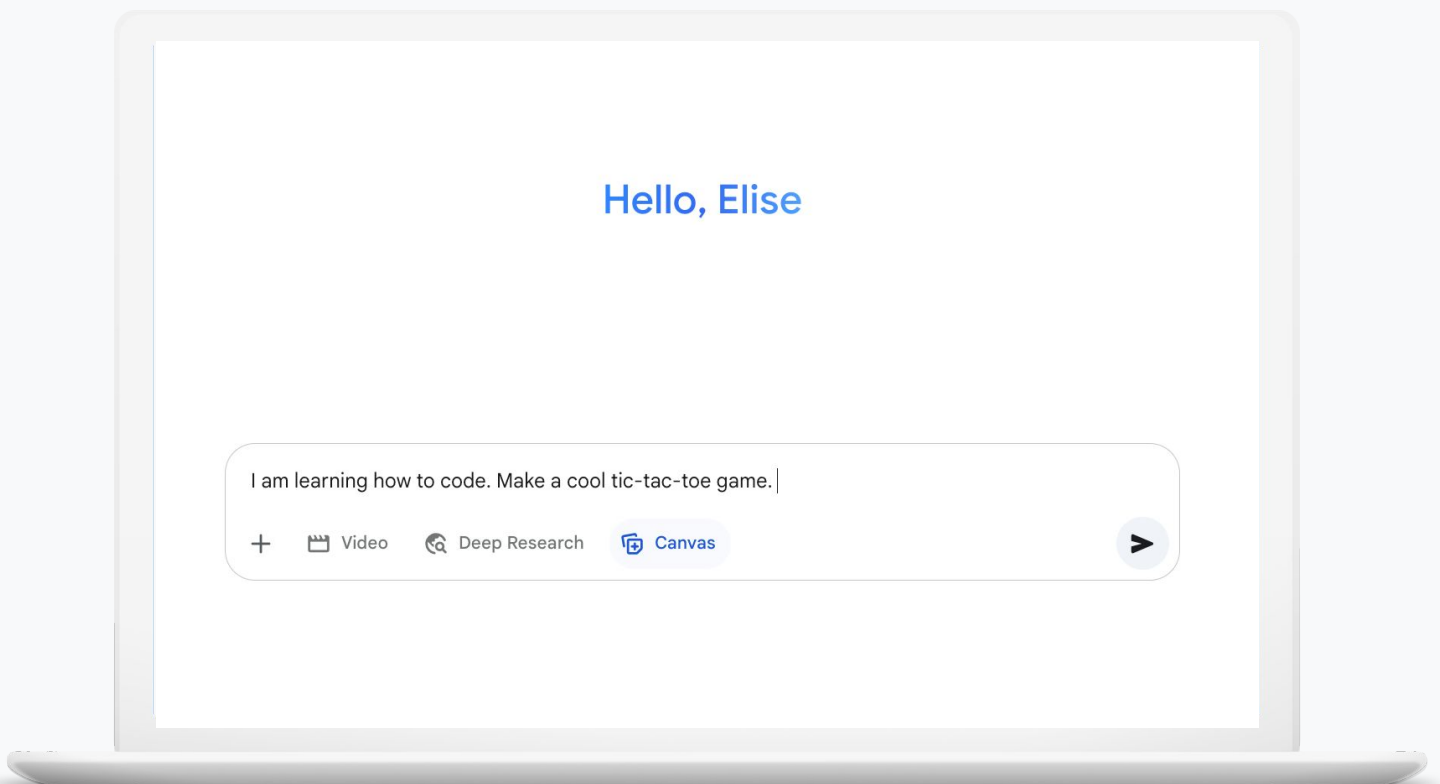 Hello, Elise
I am learning how to code. Make a cool tic-tac-toe game.
Video Deep Research Canvas